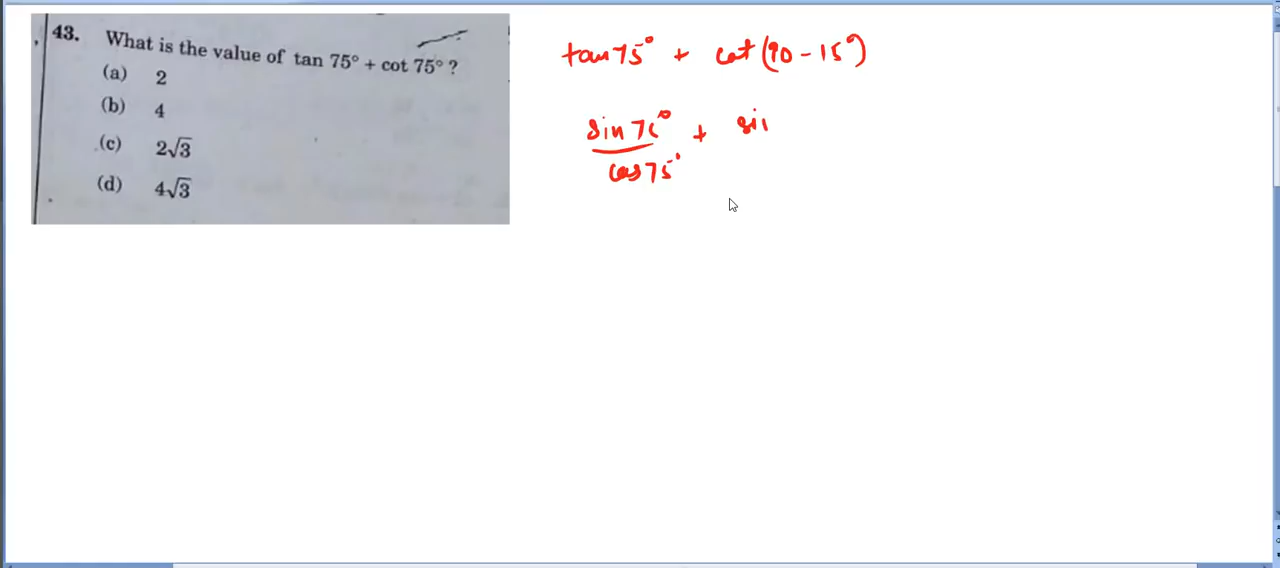 43. What is the value of tan 75° + cot 75° ?
(a) 2
(b) 4
(c) 2√3
(d) 4√3
tan 75° + cot (90 - 15°)
sin 75° / cos 75° + sin